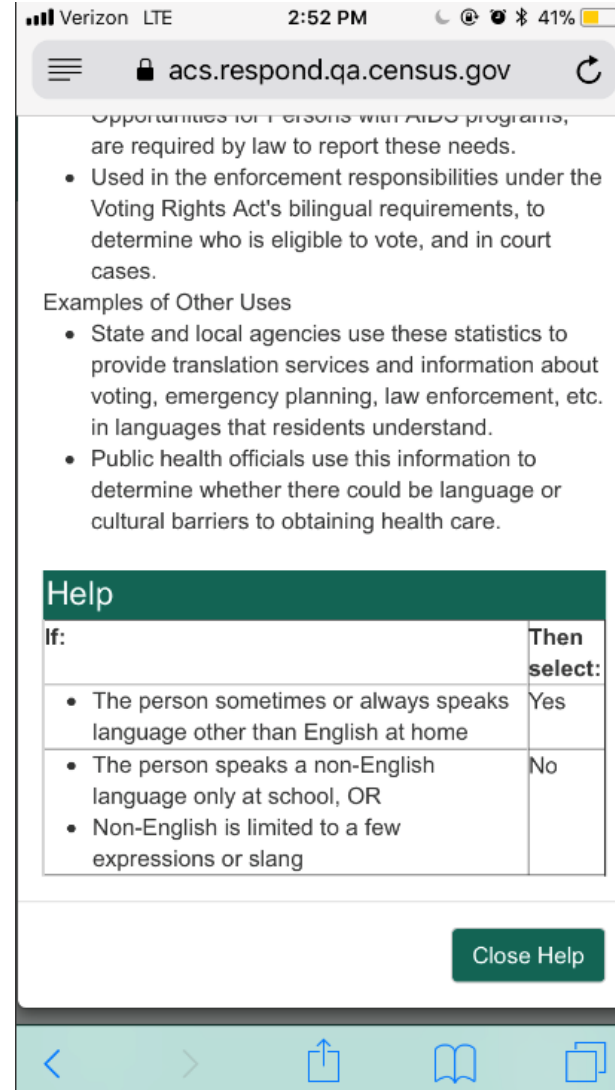 Verizon LTE 2:52 PM 41%
acs.respond.qa.census.gov
Opportunities for Persons with AIDS programs,
are required by law to report these needs.
• Used in the enforcement responsibilities under the
Voting Rights Act's bilingual requirements, to
determine who is eligible to vote, and in court
cases.
Examples of Other Uses
• State and local agencies use these statistics to
provide translation services and information about
voting, emergency planning, law enforcement, etc.
in languages that residents understand.
• Public health officials use this information to
determine whether there could be language or
cultural barriers to obtaining health care.
Help
If: Then
select:
• The person sometimes or always speaks Yes
language other than English at home
• The person speaks a non-English No
language only at school, OR
• Non-English is limited to a few
expressions or slang
Close Help